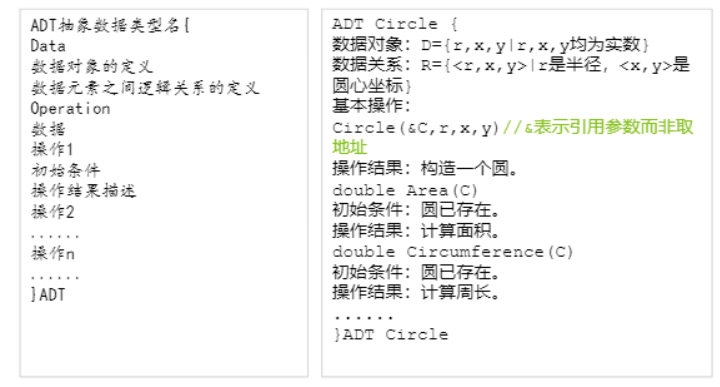 ADT抽象数据类型名{
Data
数据对象的定义
数据元素之间逻辑关系的定义
Operation
数据
操作1
初始条件
操作结果描述
操作2
......
操作n
......
}ADT
ADT Circle {
数据对象：D={r,x,y|r,x,y均为实数}
数据关系：R={<r,x,y>|r是半径，<x,y>是
圆心坐标}
基本操作：
Circle(&C,r,x,y)//&表示引用参数而非取
地址
操作结果：构造一个圆。
double Area(C)
初始条件：圆已存在。
操作结果：计算面积。
double Circumference(C)
初始条件：圆已存在。
操作结果：计算周长。
......
}ADT Circle